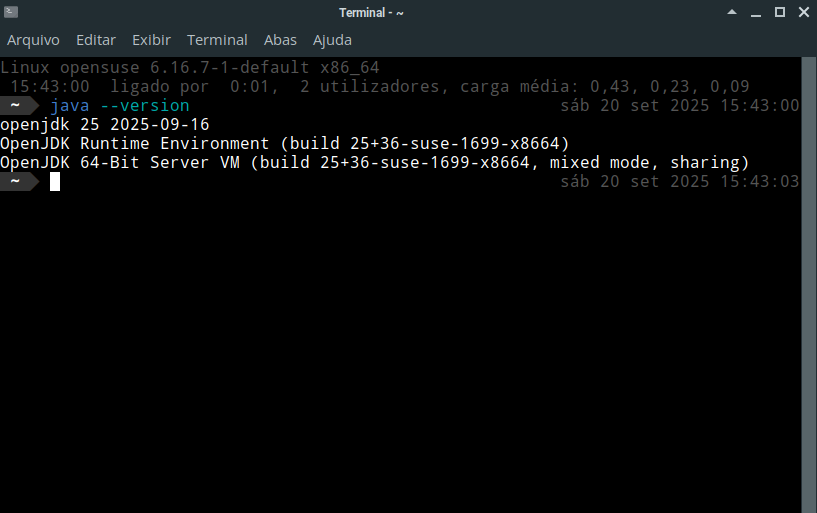 Terminal - ~
Arquivo Editar Exibir Terminal Abas Ajuda
Linux opensuse 6.16.7-1-default x86_64
15:43:00 ligado por 0:01, 2 utilizadores, carga média: 0,43, 0,23, 0,09
~ java --version sáb 20 set 2025 15:43:00
openjdk 25 2025-09-16
OpenJDK Runtime Environment (build 25+36-suse-1699-x8664)
OpenJDK 64-Bit Server VM (build 25+36-suse-1699-x8664, mixed mode, sharing)
~ sáb 20 set 2025 15:43:03